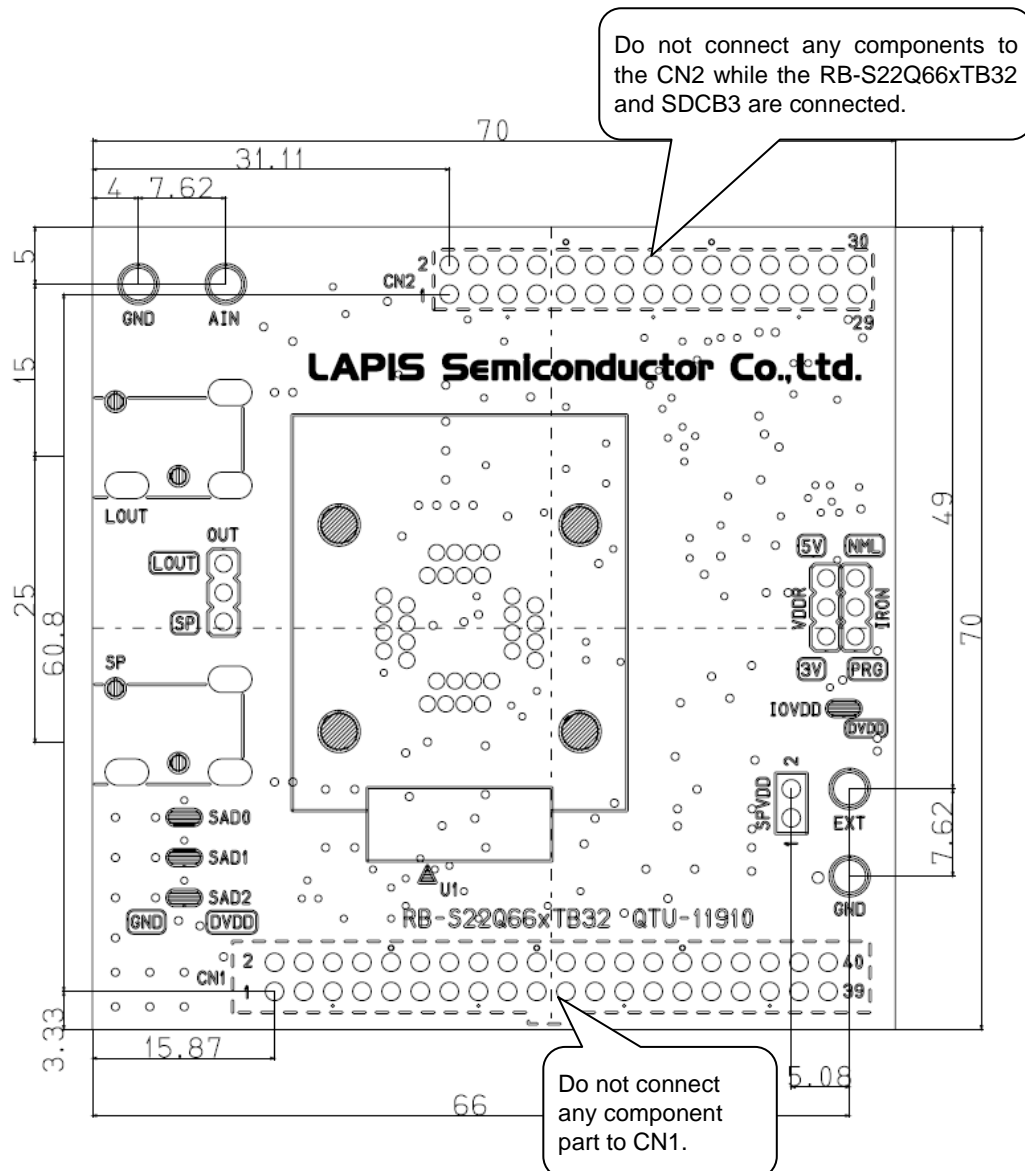 Do not connect any components to
the CN2 while the RB-S22Q66xTB32
and SDCB3 are connected.
70
31.11
4
7.62
5
2
30
CN2
1
29
GND
AIN
15
LAPIS Semiconductor Co.,Ltd.
LOUT
OUT
LOUT
SP
25
60.8
49
70
5V
NML
VDDR
IRON
3V
PRG
SP
IOVDD
DVDD
2
SPVDD
1
EXT
7.62
SAD0
SAD1
SAD2
GND
DVDD
U1
GND
RB-S22Q66xTB32 QTU-11910
2
40
CN1
1
39
3.33
15.87
5.08
66
Do not connect
any component
part to CN1.